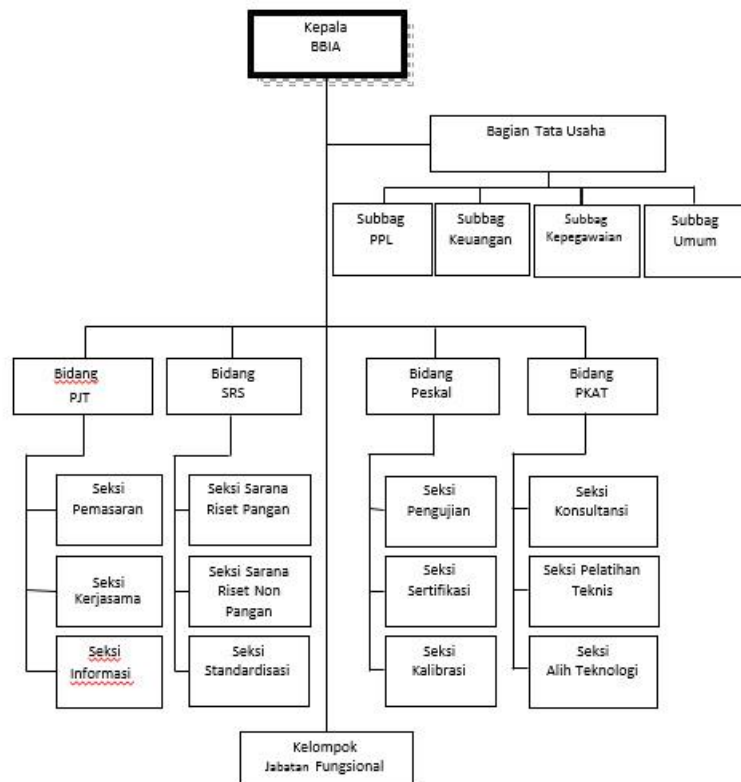 Kepala
BBIA
Bagian Tata Usaha
Subbag
PPL
Subbag
Keuangan
Subbag
Kepegawaian
Subbag
Umum
Bidang
PJT
Bidang
SRS
Bidang
Peskal
Bidang
PKAT
Seksi
Pemasaran
Seksi Sarana
Riset Pangan
Seksi
Pengujian
Seksi
Konsultansi
Seksi
Kerjasama
Seksi Sarana
Riset Non
Pangan
Seksi
Sertifikasi
Seksi Pelatihan
Teknis
Seksi
Informasi
Seksi
Standardisasi
Seksi
Kalibrasi
Seksi
Alih Teknologi
Kelompok
Jabatan Fungsional